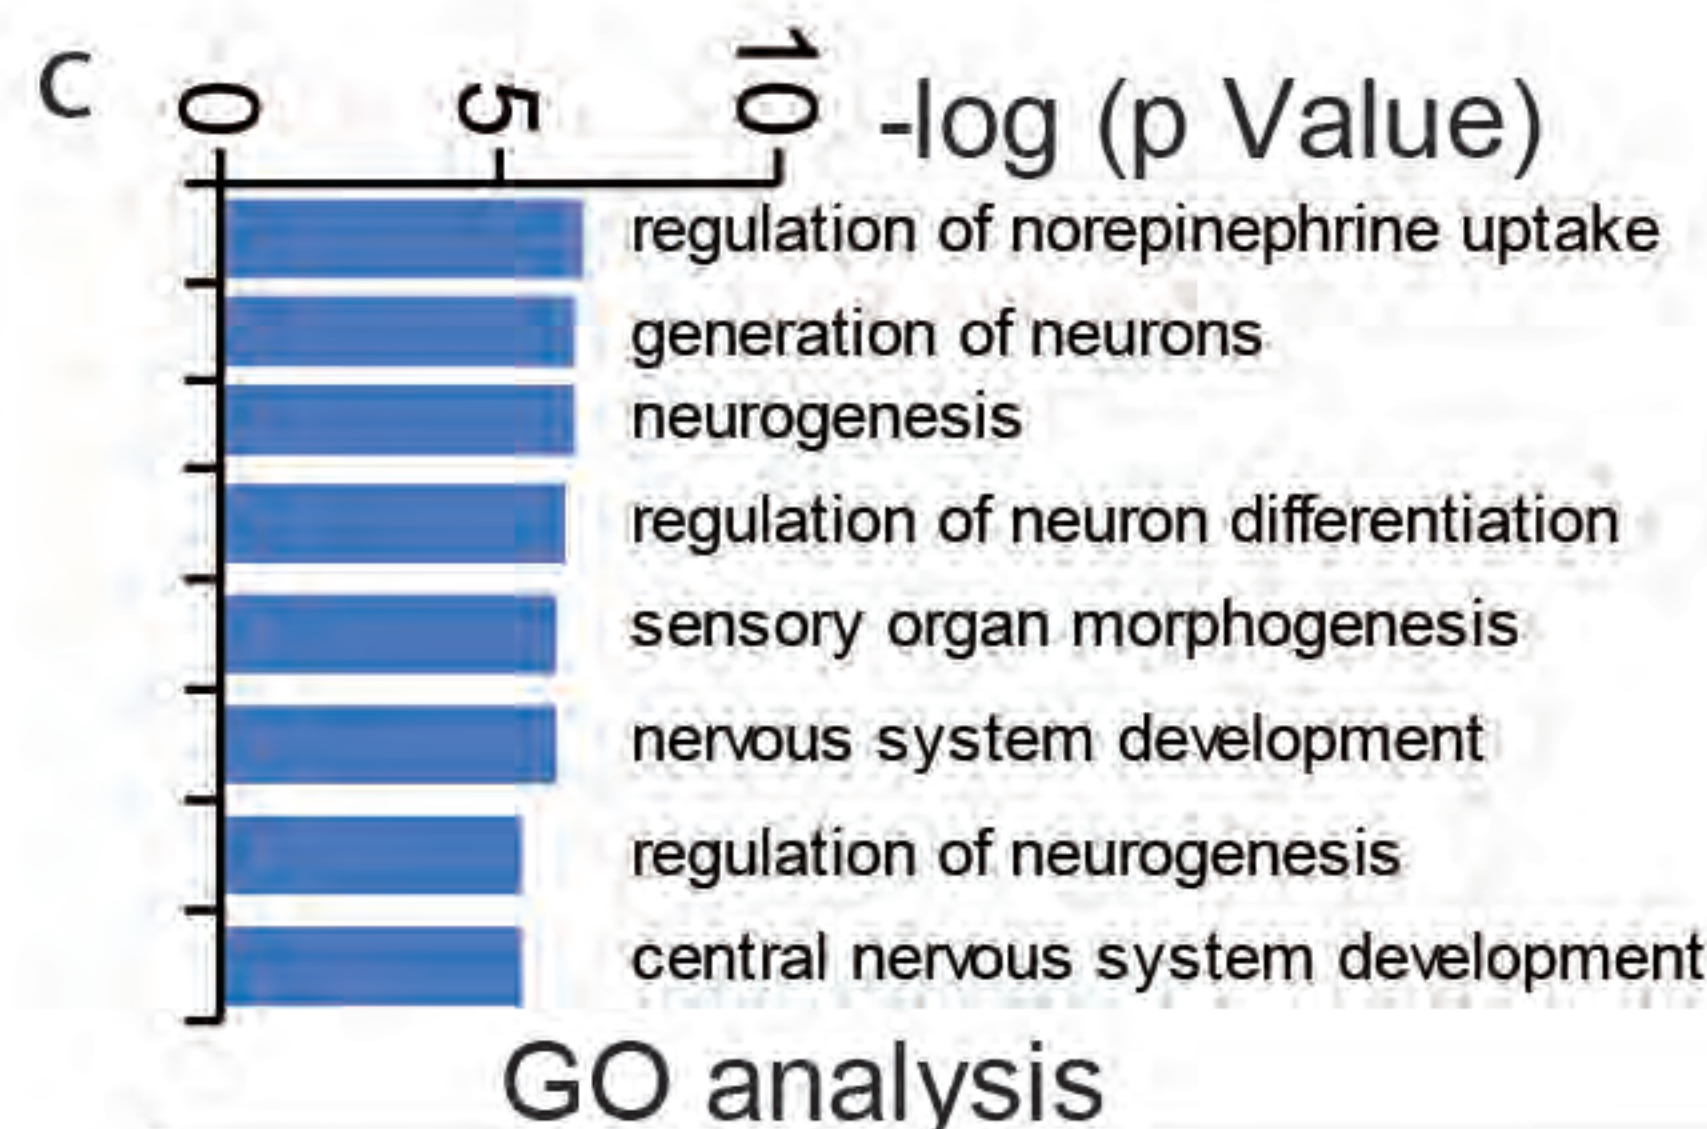 C
0 5 10 -log (p Value)
regulation of norepinephrine uptake
generation of neurons
neurogenesis
regulation of neuron differentiation
sensory organ morphogenesis
nervous system development
regulation of neurogenesis
central nervous system development
GO analysis